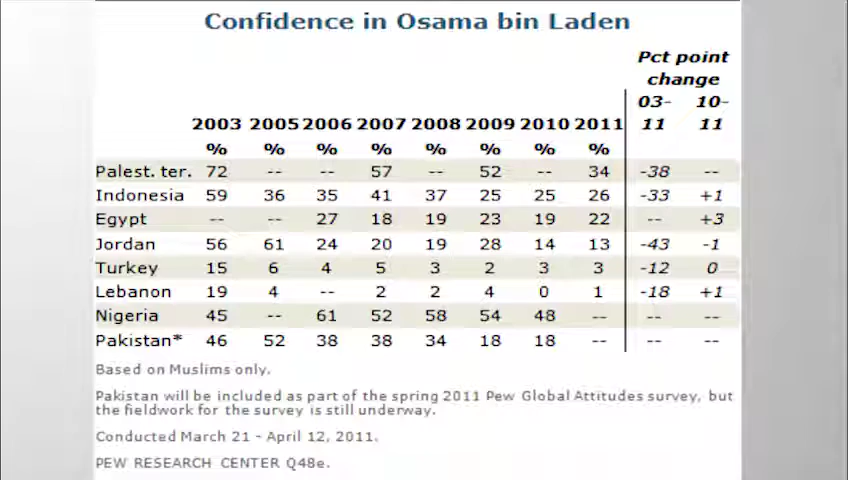 Confidence in Osama bin Laden
Pct point
change
03- 10-
2003 2005 2006 2007 2008 2009 2010 2011 11 11
% % % % % % % %
Palest. ter. 72 -- -- 57 -- 52 -- 34 -38 --
Indonesia 59 36 35 41 37 25 25 26 -33 +1
Egypt -- -- 27 18 19 23 19 22 -- +3
Jordan 56 61 24 20 19 28 14 13 -43 -1
Turkey 15 6 4 5 3 2 3 3 -12 0
Lebanon 19 4 -- 2 2 4 0 1 -18 +1
Nigeria 45 -- 61 52 58 54 48 -- -- --
Pakistan* 46 52 38 38 34 18 18 -- -- --
Based on Muslims only.
Pakistan will be included as part of the spring 2011 Pew Global Attitudes survey, but
the fieldwork for the survey is still underway.
Conducted March 21 - April 12, 2011.
PEW RESEARCH CENTER Q48e.